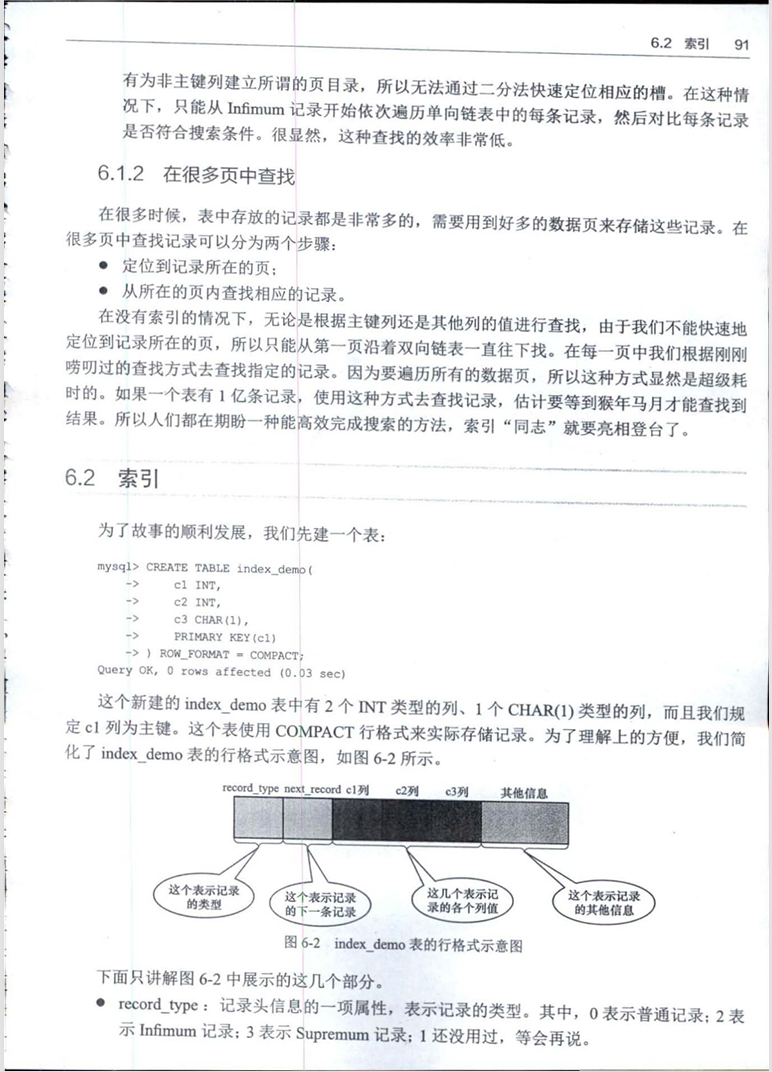 6.2 索引 91
有为非主键列建立所谓的页目录，所以无法通过二分法快速定位相应的槽。在这种情
况下，只能从 Infimum 记录开始依次遍历单向链表中的每条记录，然后对比每条记录
是否符合搜索条件。很显然，这种查找的效率非常低。
6.1.2 在很多页中查找
在很多时候，表中存放的记录都是非常多的，需要用到好多的数据页来存储这些记录。在
很多页中查找记录可以分为两个步骤：
● 定位到记录所在的页；
● 从所在的页内查找相应的记录。
在没有索引的情况下，无论是根据主键列还是其他列的值进行查找，由于我们不能快速地
定位到记录所在的页，所以只能从第一页沿着双向链表一直往下找。在每一页中我们根据刚刚
唠叨过的查找方式去查找指定的记录。因为要遍历所有的数据页，所以这种方式显然是超级耗
时的。如果一个表有 1 亿条记录，使用这种方式去查找记录，估计要等到猴年马月才能查找到
结果。所以人们都在期盼一种能高效完成搜索的方法，索引“同志”就要亮相登台了。
6.2 索引
为了故事的顺利发展，我们先建一个表：
mysql> CREATE TABLE index_demo(
-> c1 INT,
-> c2 INT,
-> c3 CHAR(1),
-> PRIMARY KEY(c1)
-> ) ROW_FORMAT = COMPACT;
Query OK, 0 rows affected (0.03 sec)
这个新建的 index_demo 表中有 2 个 INT 类型的列、1 个 CHAR(1) 类型的列，而且我们规
定 c1 列为主键。这个表使用 COMPACT 行格式来实际存储记录。为了理解上的方便，我们简
化了 index_demo 表的行格式示意图，如图 6-2 所示。
record_type next_record c1列 c2列 c3列 其他信息
这个表示记录
的类型
这个表示记录
的下一条记录
这几个表示记
录的各个列值
这个表示记录
的其他信息
图 6-2 index_demo 表的行格式示意图
下面只讲解图 6-2 中展示的这几个部分。
● record_type：记录头信息的一项属性，表示记录的类型。其中，0 表示普通记录；2 表
示 Infimum 记录；3 表示 Supremum 记录；1 还没用过，等会再说。